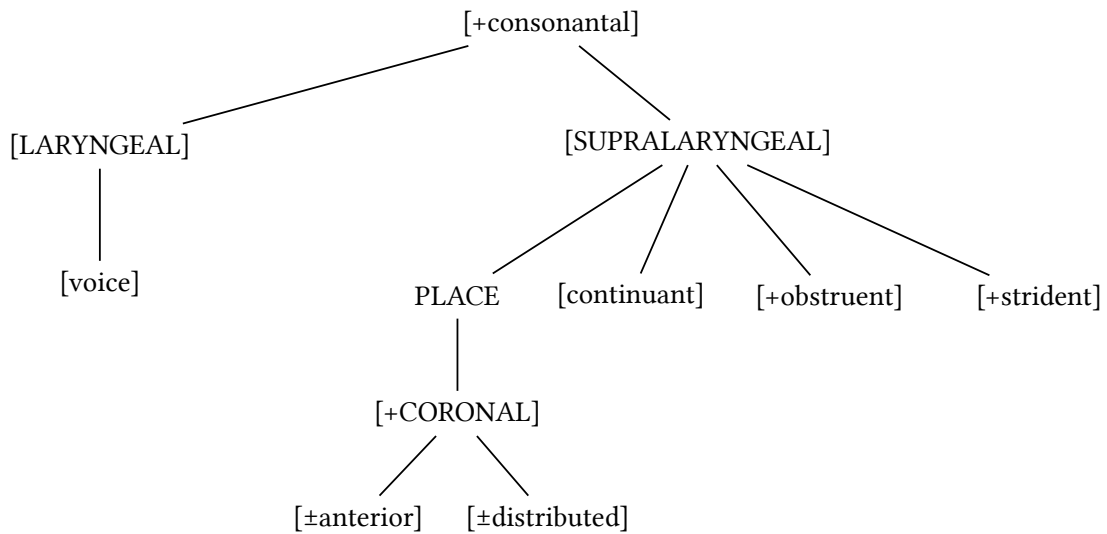 [+consonantal]
[LARYNGEAL]
[SUPRALARYNGEAL]
[voice]
PLACE
[continuant]
[+obstruent]
[+strident]
[+CORONAL]
[±anterior]
[±distributed]